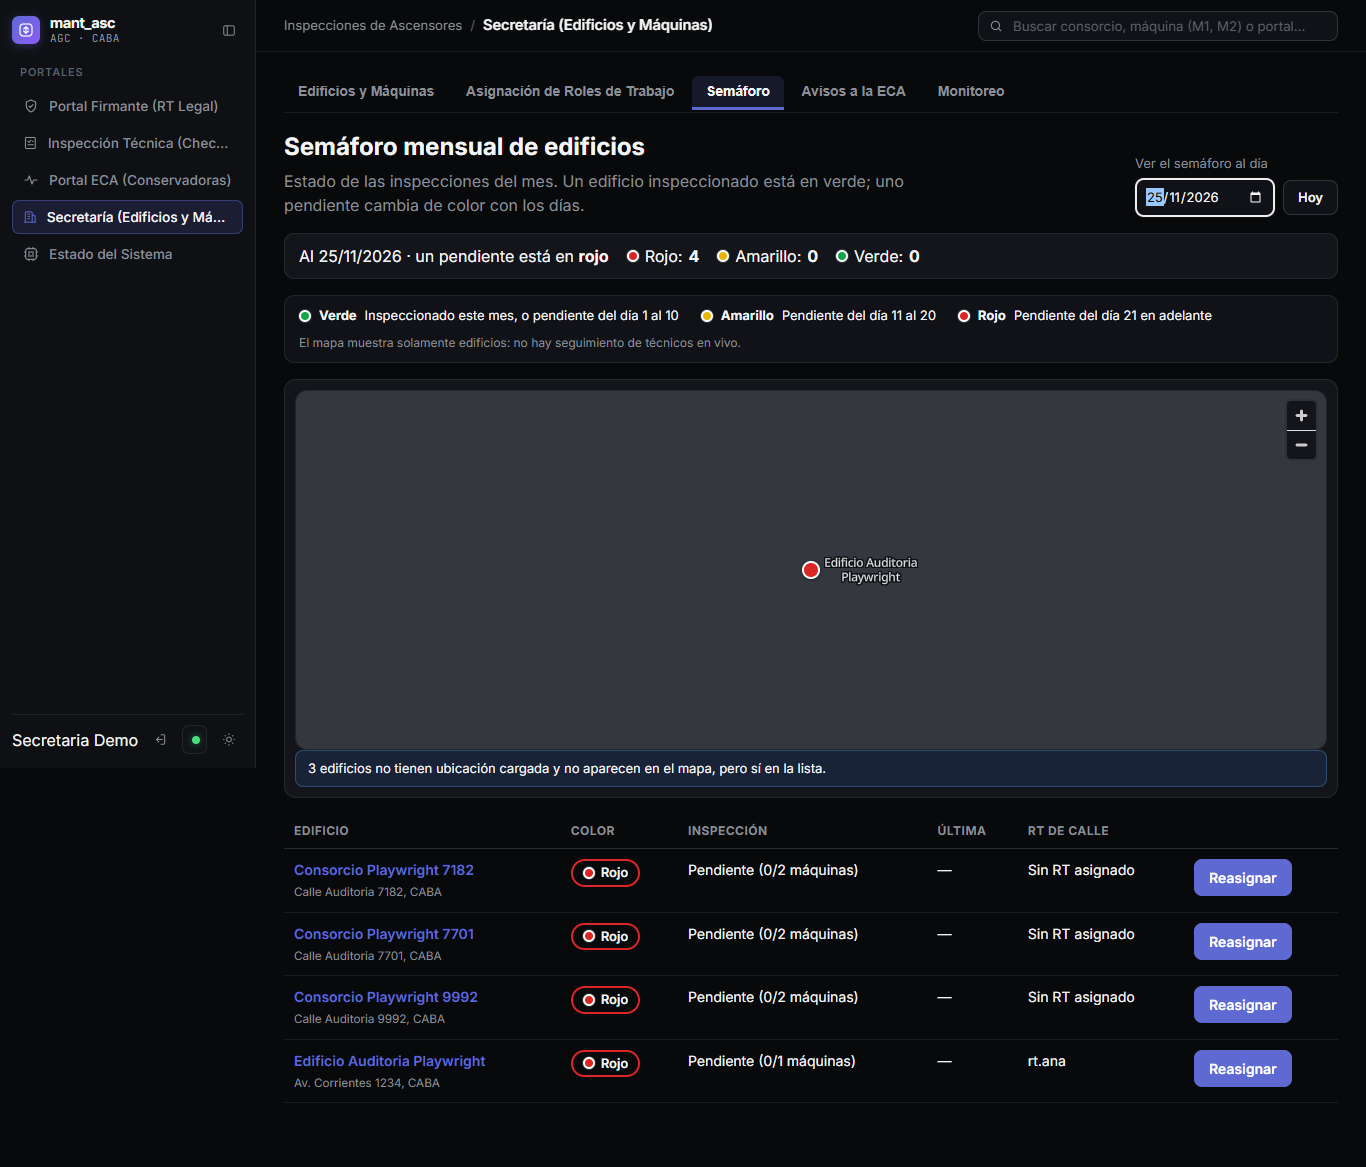 mant_asc
AGC · CABA
PORTALES
Portal Firmante (RT Legal)
Inspección Técnica (Chec...
Portal ECA (Conservadoras)
Secretaría (Edificios y Má...
Estado del Sistema
Secretaria Demo
Inspecciones de Ascensores / Secretaría (Edificios y Máquinas)
Buscar consorcio, máquina (M1, M2) o portal...
Edificios y Máquinas
Asignación de Roles de Trabajo
Semáforo
Avisos a la ECA
Monitoreo
Semáforo mensual de edificios
Estado de las inspecciones del mes. Un edificio inspeccionado está en verde; uno
pendiente cambia de color con los días.
Ver el semáforo al día
25/11/2026
Hoy
Al 25/11/2026 · un pendiente está en rojo Rojo: 4 Amarillo: 0 Verde: 0
Verde Inspeccionado este mes, o pendiente del día 1 al 10 Amarillo Pendiente del día 11 al 20 Rojo Pendiente del día 21 en adelante
El mapa muestra solamente edificios: no hay seguimiento de técnicos en vivo.
+
−
Edificio Auditoria
Playwright
3 edificios no tienen ubicación cargada y no aparecen en el mapa, pero sí en la lista.
EDIFICIO COLOR INSPECCIÓN ÚLTIMA RT DE CALLE
Consorcio Playwright 7182 Rojo Pendiente (0/2 máquinas) — Sin RT asignado Reasignar
Calle Auditoria 7182, CABA
Consorcio Playwright 7701 Rojo Pendiente (0/2 máquinas) — Sin RT asignado Reasignar
Calle Auditoria 7701, CABA
Consorcio Playwright 9992 Rojo Pendiente (0/2 máquinas) — Sin RT asignado Reasignar
Calle Auditoria 9992, CABA
Edificio Auditoria Playwright Rojo Pendiente (0/1 máquinas) — rt.ana Reasignar
Av. Corrientes 1234, CABA